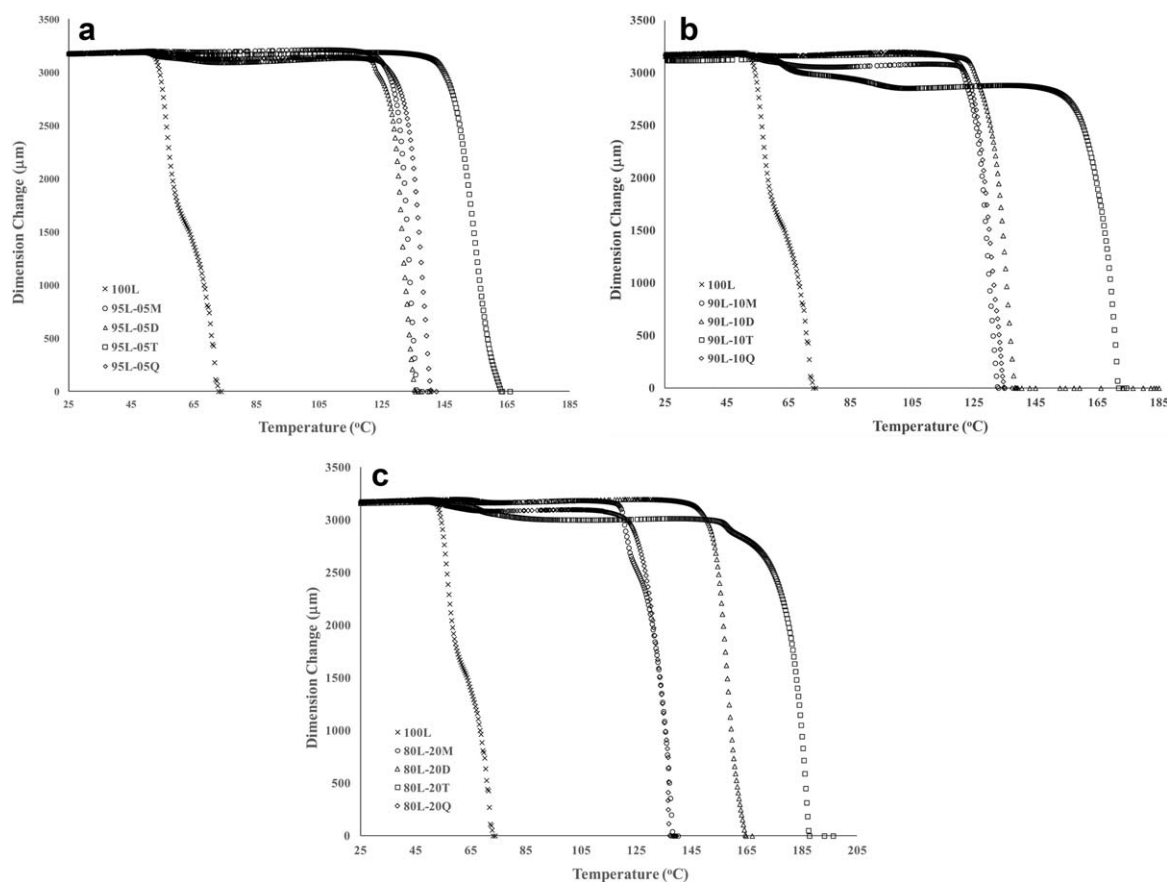 a
3500
3000
2500
2000
1500
1000
500
0
Dimension Change (µm)
× 100L
○ 95L-05M
△ 95L-05D
□ 95L-05T
◇ 95L-05Q
25 45 65 85 105 125 145 165 185
Temperature (°C)
b
3500
3000
2500
2000
1500
1000
500
0
Dimension Change (µm)
× 100L
○ 90L-10M
△ 90L-10D
□ 90L-10T
◇ 90L-10Q
25 45 65 85 105 125 145 165 185
Temperature (°C)
c
3500
3000
2500
2000
1500
1000
500
0
Dimension Change (µm)
× 100L
○ 80L-20M
△ 80L-20D
□ 80L-20T
◇ 80L-20Q
25 45 65 85 105 125 145 165 185 205
Temperature (°C)